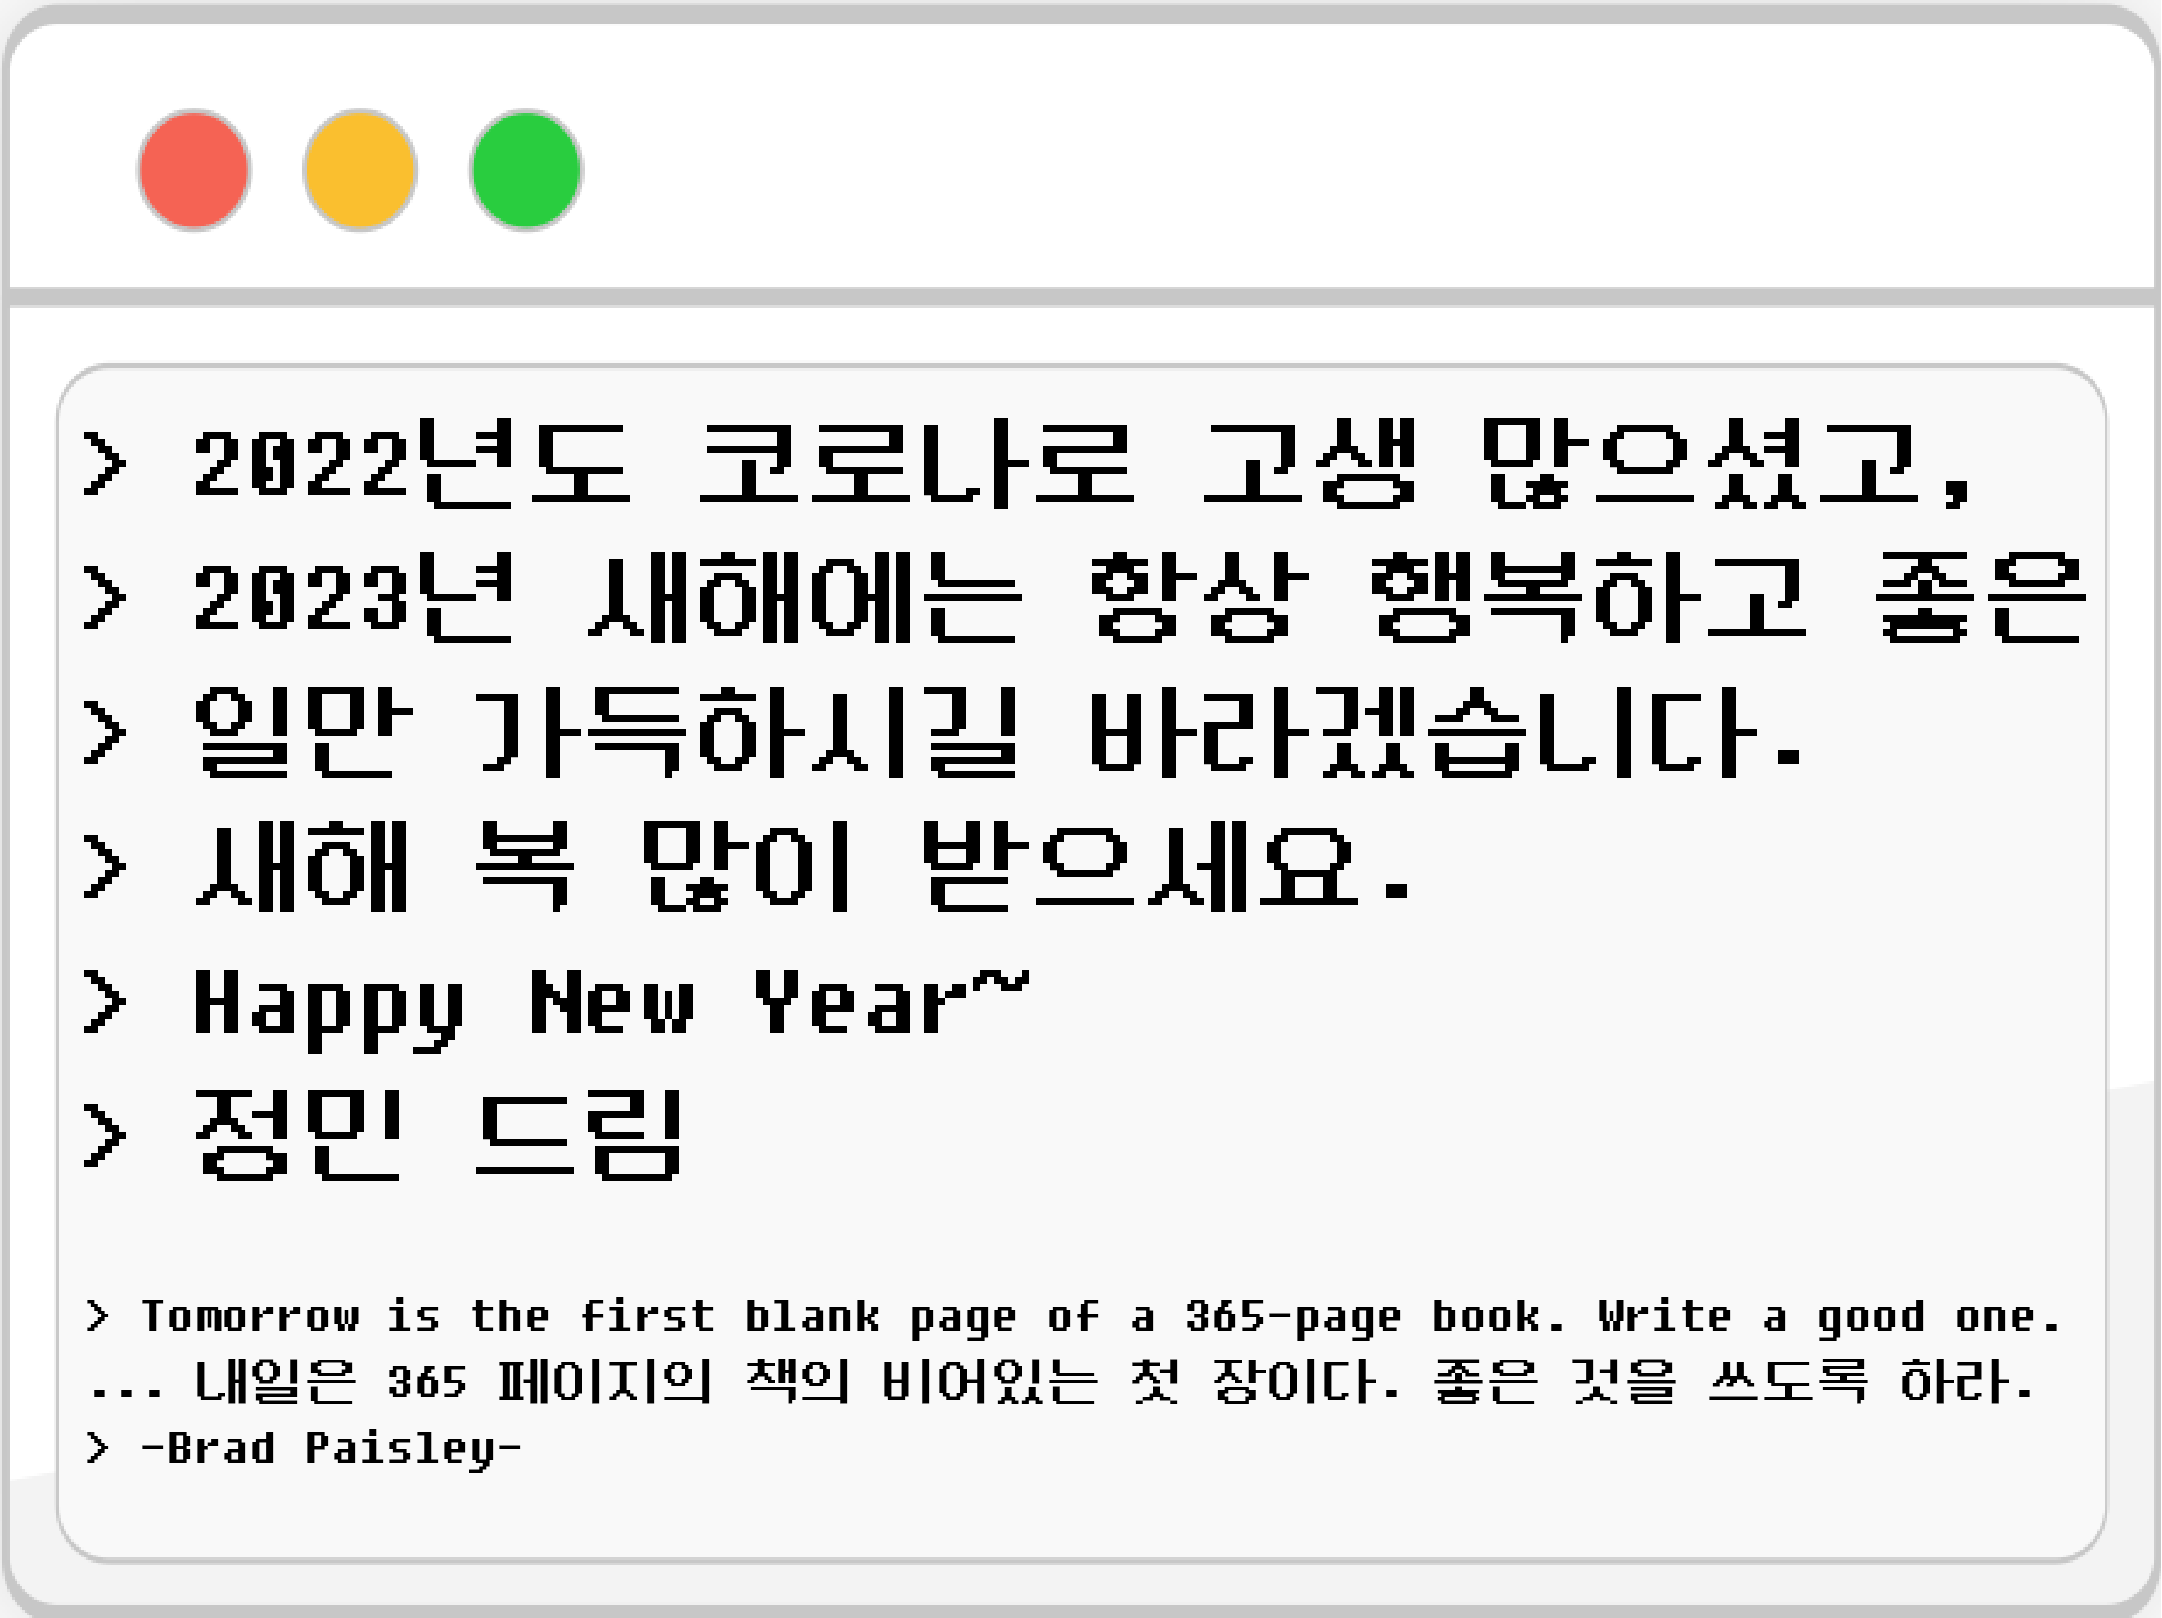 > 2022년도 코로나로 고생 많으셨고,
> 2023년 새해에는 항상 행복하고 좋은
> 일만 가득하시길 바라겠습니다.
> 새해 복 많이 받으세요.
> Happy New Year~
> 정민 드림
> Tomorrow is the first blank page of a 365-page book. Write a good one.
... 내일은 365 페이지의 책의 비어있는 첫 장이다. 좋은 것을 쓰도록 하라.
> -Brad Paisley-